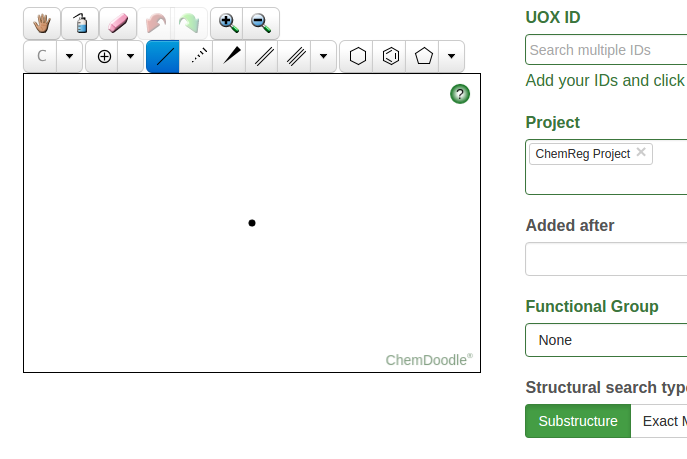 UOX ID
C
Search multiple IDs
Add your IDs and click
?
Project
ChemReg Project
Added after
Functional Group
None
ChemDoodle®
Structural search type
Substructure
Exact M